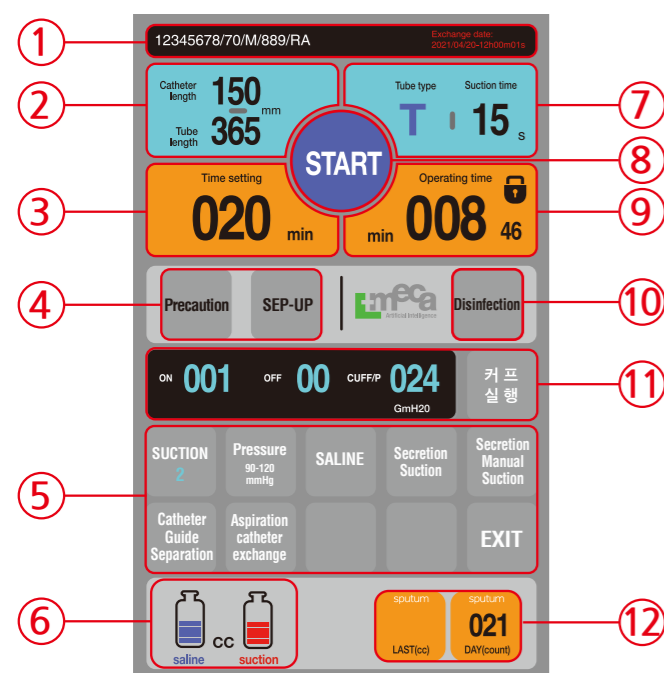 1
12345678/70/M/889/RA
Exchange date:
2021/04/20-12h00m01s
2
Catheter
length
150
mm
Tube
length
365
7
Tube type
Suction time
T
15
s
START
8
3
Time setting
020
min
9
Operating time
min
008
46
4
Precaution
SEP-UP
meca
Artificial Intelligence
Disinfection
10
ON 001 OFF 00 CUFF/P 024
GmH20
커 프
실 행
11
5
SUCTION
2
Pressure
90-120
mmHg
SALINE
Secretion
Suction
Secretion
Manual
Suction
Catheter
Guide
Separation
Aspiration
catheter
exchange
EXIT
6
saline
cc
suction
sputum
LAST(cc)
sputum
021
DAY(count)
12